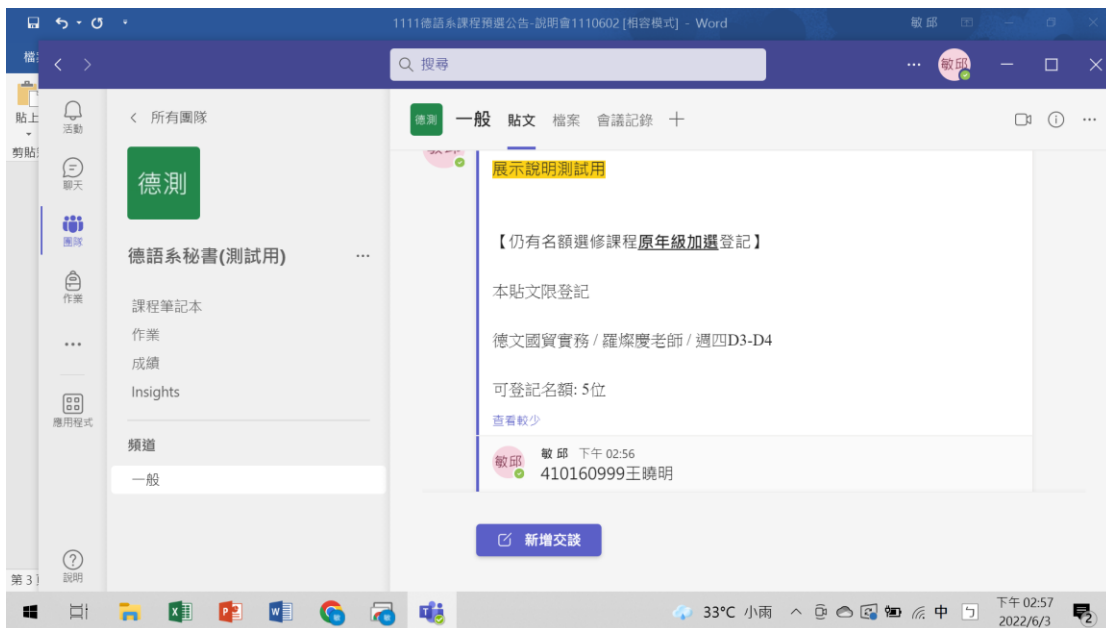 1111德語系課程預選公告-說明會1110602 [相容模式] - Word
敏 邱
檔
搜尋
敏邱
貼上
剪貼
活動
聊天
團隊
作業
應用程式
說明
所有團隊
德測
德語系秘書(測試用)
課程筆記本
作業
成績
Insights
頻道
一般
德測 一般 貼文 檔案 會議記錄
展示說明測試用
【仍有名額選修課程原年級加選登記】
本貼文限登記
德文國貿實務 / 羅燦慶老師 / 週四D3-D4
可登記名額: 5位
查看較少
敏邱 敏 邱 下午 02:56
410160999王曉明
新增交談
第 3
33°C 小雨
中
ㄅ
下午 02:57
2022/6/3
2